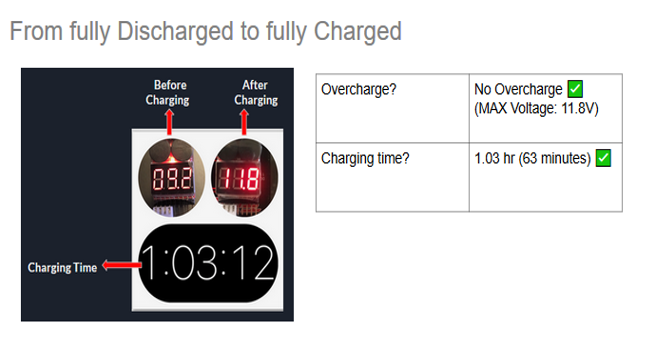 From fully Discharged to fully Charged
Before
Charging
After
Charging
09.8
11.8
Charging Time
1:03:12
Overcharge?
No Overcharge ✅
(MAX Voltage: 11.8V)
Charging time?
1.03 hr (63 minutes) ✅